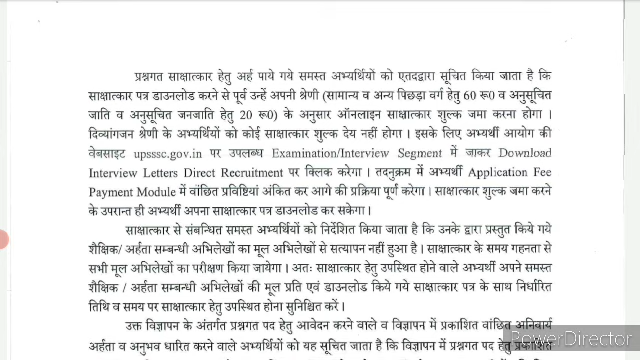 प्रश्नगत साक्षात्कार हेतु अर्ह पाये गये समस्त अभ्यर्थियों को एतदद्वारा सूचित किया जाता है कि
साक्षात्कार पत्र डाउनलोड करने से पूर्व उन्हें अपनी श्रेणी (सामान्य व अन्य पिछड़ा वर्ग हेतु 60 रू0 व अनुसूचित
जाति व अनुसूचित जनजाति हेतु 20 रू0) के अनुसार ऑनलाइन साक्षात्कार शुल्क जमा करना होगा ।
दिव्यांगजन श्रेणी के अभ्यर्थियों को कोई साक्षात्कार शुल्क देय नहीं होगा । इसके लिए अभ्यर्थी आयोग की
वेबसाइट upsssc.gov.in पर उपलब्ध Examination/Interview Segment में जाकर Download
Interview Letters Direct Recruitment पर क्लिक करेगा । तदनुक्रम में अभ्यर्थी Application Fee
Payment Module में वांछित प्रविष्टियां अंकित कर आगे की प्रक्रिया पूर्ण करेगा । साक्षात्कार शुल्क जमा करने
के उपरान्त ही अभ्यर्थी अपना साक्षात्कार पत्र डाउनलोड कर सकेगा ।
साक्षात्कार से संबन्धित समस्त अभ्यर्थियों को निर्देशित किया जाता है कि उनके द्वारा प्रस्तुत किये गये
शैक्षिक/ अर्हता सम्बन्धी अभिलेखों का मूल अभिलेखों से सत्यापन नहीं हुआ है । साक्षात्कार के समय गहनता से
सभी मूल अभिलेखों का परीक्षण किया जायेगा । अतः साक्षात्कार हेतु उपस्थित होने वाले अभ्यर्थी अपने समस्त
शैक्षिक / अर्हता सम्बन्धी अभिलेखों की मूल प्रति एवं डाउनलोड किये गये साक्षात्कार पत्र के साथ निर्धारित
तिथि व समय पर साक्षात्कार हेतु उपस्थित होना सुनिश्चित करें ।
उक्त विज्ञापन के अंतर्गत प्रश्नगत पद हेतु आवेदन करने वाले व विज्ञापन में प्रकाशित वांछित अनिवार्य
अर्हता व अनुभव धारित करने वाले अभ्यर्थियों को यह सूचित किया जाता है कि विज्ञापन में प्रश्नगत पद हेतु प्रकाशित
PowerDirector